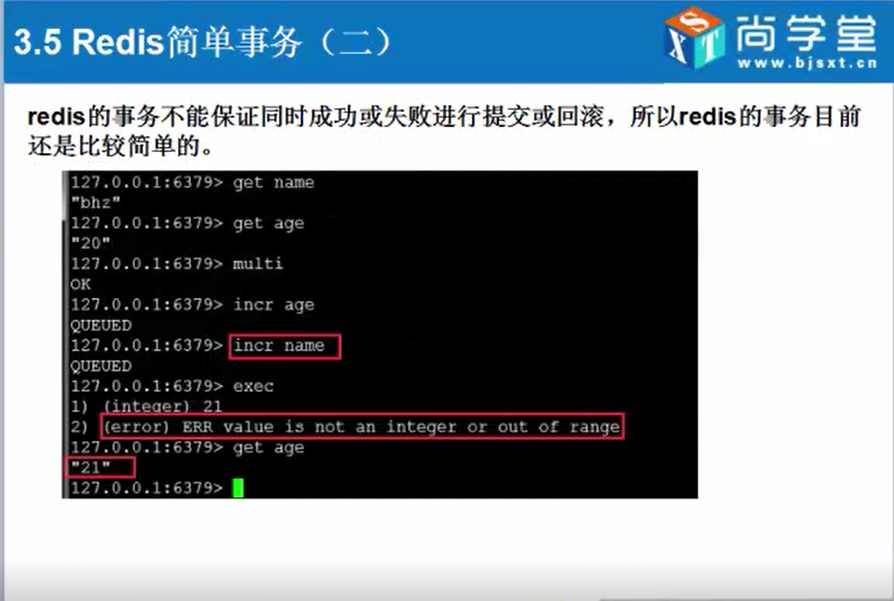 3.5 Redis简单事务（二）
尚学堂
SXT
www.bjsxt.cn
redis的事务不能保证同时成功或失败进行提交或回滚，所以redis的事务目前
还是比较简单的。
127.0.0.1:6379> get name
"bhz"
127.0.0.1:6379> get age
"20"
127.0.0.1:6379> multi
OK
127.0.0.1:6379> incr age
QUEUED
127.0.0.1:6379> incr name
QUEUED
127.0.0.1:6379> exec
1) (integer) 21
2) (error) ERR value is not an integer or out of range
127.0.0.1:6379> get age
"21"
127.0.0.1:6379>